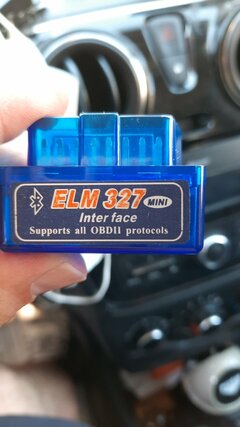 ELM 327 MINI
Inter face
Supports all OBDII protocols